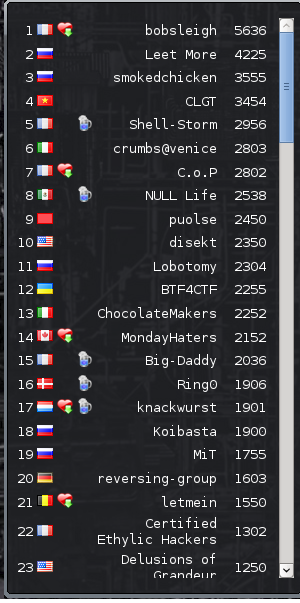 1 bobsleigh 5636
2 Leet More 4225
3 smokedchicken 3555
4 CLGT 3454
5 Shell-Storm 2956
6 crumbs@venice 2803
7 C.o.P 2802
8 NULL Life 2538
9 puolse 2450
10 disekt 2350
11 Lobotomy 2304
12 BTF4CTF 2255
13 ChocolateMakers 2252
14 MondayHaters 2152
15 Big-Daddy 2036
16 Ring0 1906
17 knackwurst 1901
18 Koibasta 1900
19 MiT 1755
20 reversing-group 1603
21 letmein 1550
22 Certified
Ethylic Hackers 1302
23 Delusions of
Grandeur 1250